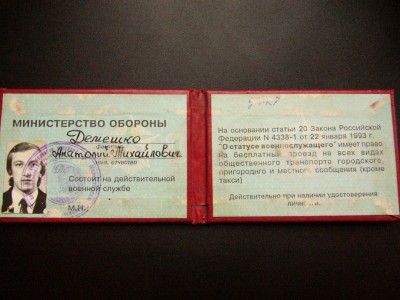 МИНИСТЕРСТВО ОБОРОНЫ
Демешко
Анатолий Михайлович
имя, отчество
Состоит на действительной
военной службе
М.П.
На основании статьи 20 Закона Российской
Федерации N 4338-1 от 22 января 1993 г.
"О статусе военнослужащего" имеет право
на бесплатный проезд на всех видах
общественного транспорта городского,
пригородного и местного сообщения (кроме
такси)
Действительно при наличии удостоверения